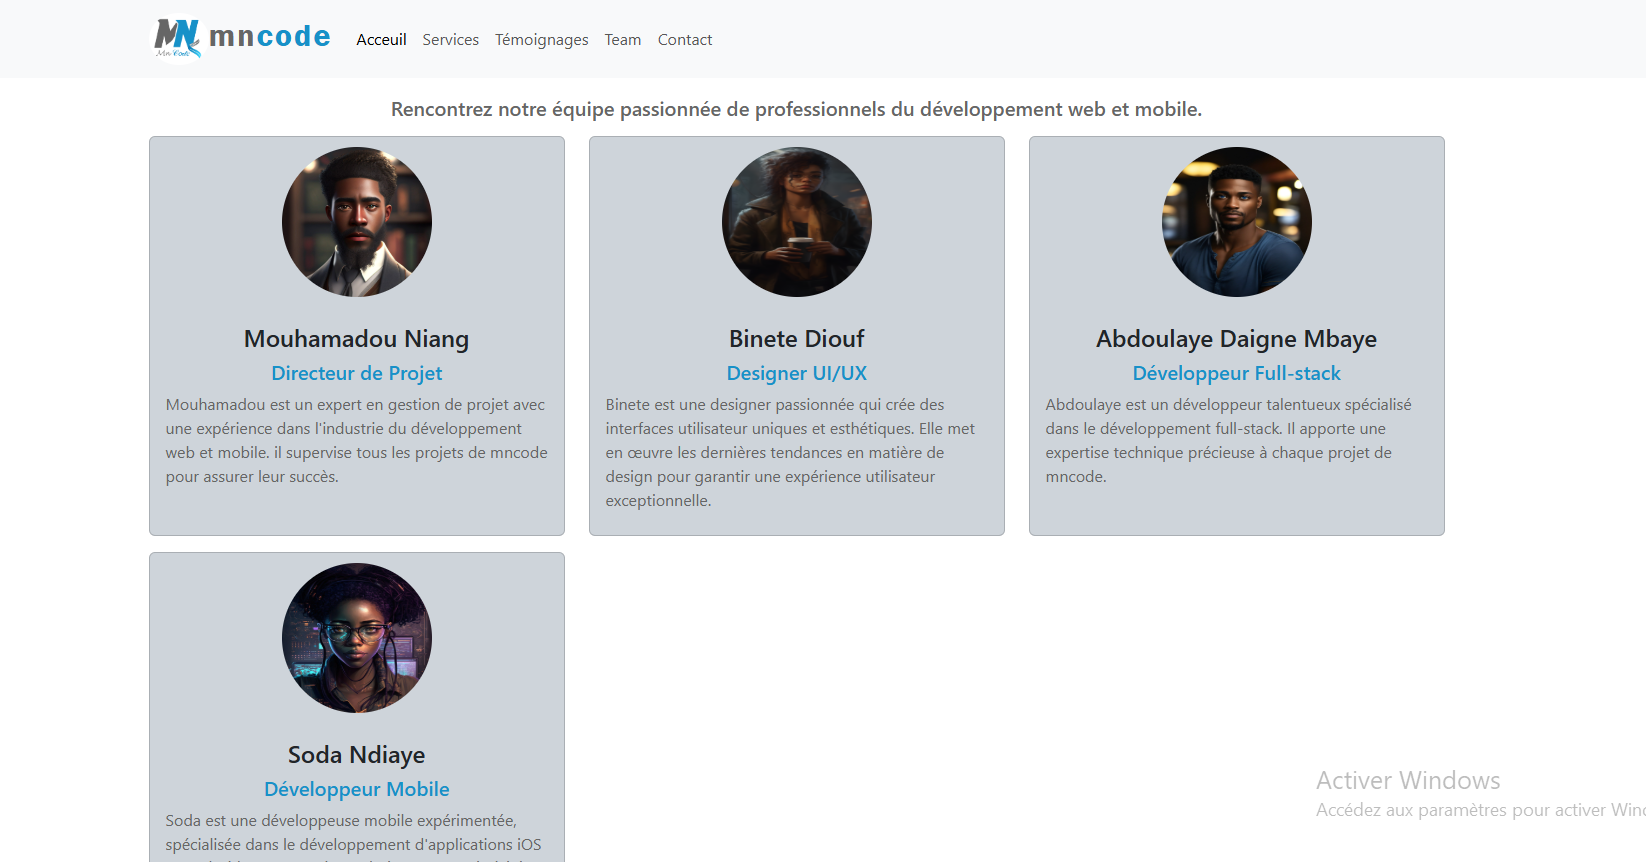 MN Mn Code mncode Acceuil Services Témoignages Team Contact
Rencontrez notre équipe passionnée de professionnels du développement web et mobile.
Mouhamadou Niang
Directeur de Projet
Mouhamadou est un expert en gestion de projet avec
une expérience dans l'industrie du développement
web et mobile. il supervise tous les projets de mncode
pour assurer leur succès.
Binete Diouf
Designer UI/UX
Binete est une designer passionnée qui crée des
interfaces utilisateur uniques et esthétiques. Elle met
en œuvre les dernières tendances en matière de
design pour garantir une expérience utilisateur
exceptionnelle.
Abdoulaye Daigne Mbaye
Développeur Full-stack
Abdoulaye est un développeur talentueux spécialisé
dans le développement full-stack. Il apporte une
expertise technique précieuse à chaque projet de
mncode.
Soda Ndiaye
Développeur Mobile
Soda est une développeuse mobile expérimentée,
spécialisée dans le développement d'applications iOS
Activer Windows
Accédez aux paramètres pour activer Win